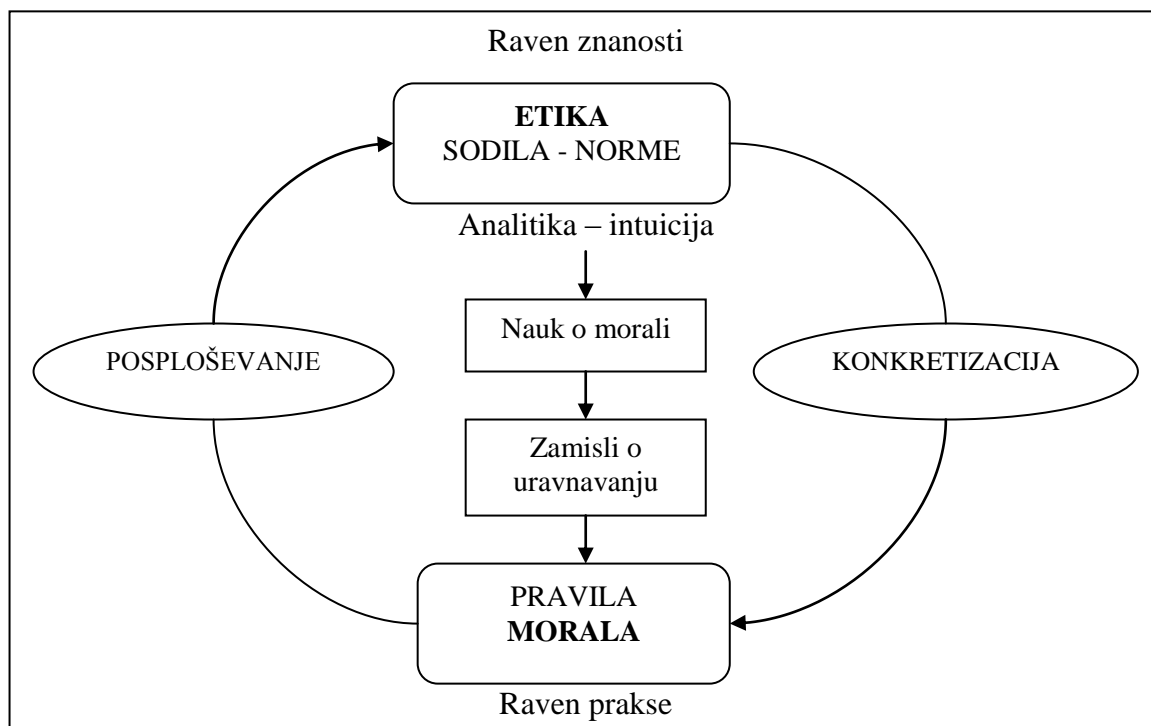 Raven znanosti
ETIKA
SODILA - NORME
Analitika – intuicija
Nauk o morali
POSPLOŠEVANJE
KONKRETIZACIJA
Zamisli o
uravnavanju
PRAVILA
MORALA
Raven prakse